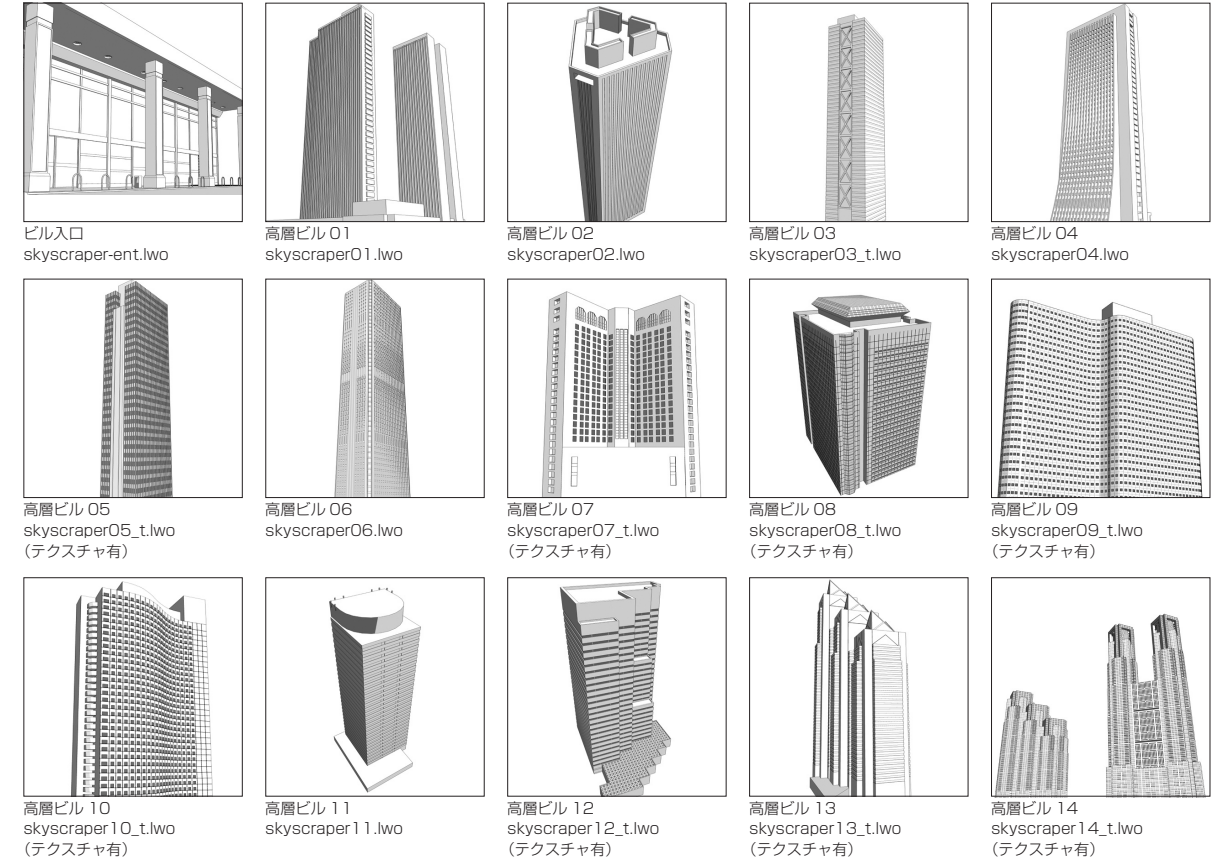 ビル入口
skyscraper-ent.lwo
高層ビル 01
skyscraper01.lwo
高層ビル 02
skyscraper02.lwo
高層ビル 03
skyscraper03_t.lwo
高層ビル 04
skyscraper04.lwo
高層ビル 05
skyscraper05_t.lwo
（テクスチャ有）
高層ビル 06
skyscraper06.lwo
高層ビル 07
skyscraper07_t.lwo
（テクスチャ有）
高層ビル 08
skyscraper08_t.lwo
（テクスチャ有）
高層ビル 09
skyscraper09_t.lwo
（テクスチャ有）
高層ビル 10
skyscraper10_t.lwo
（テクスチャ有）
高層ビル 11
skyscraper11.lwo
高層ビル 12
skyscraper12_t.lwo
（テクスチャ有）
高層ビル 13
skyscraper13_t.lwo
（テクスチャ有）
高層ビル 14
skyscraper14_t.lwo
（テクスチャ有）